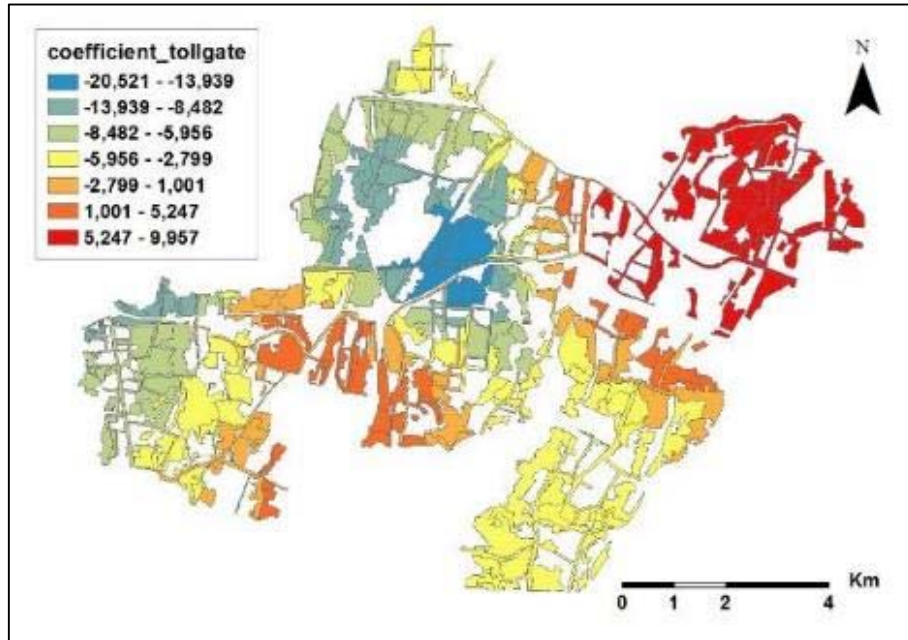 coefficient_tollgate
-20,521 - -13,939
-13,939 - -8,482
-8,482 - -5,956
-5,956 - -2,799
-2,799 - 1,001
1,001 - 5,247
5,247 - 9,957
N
Km
0 1 2 4